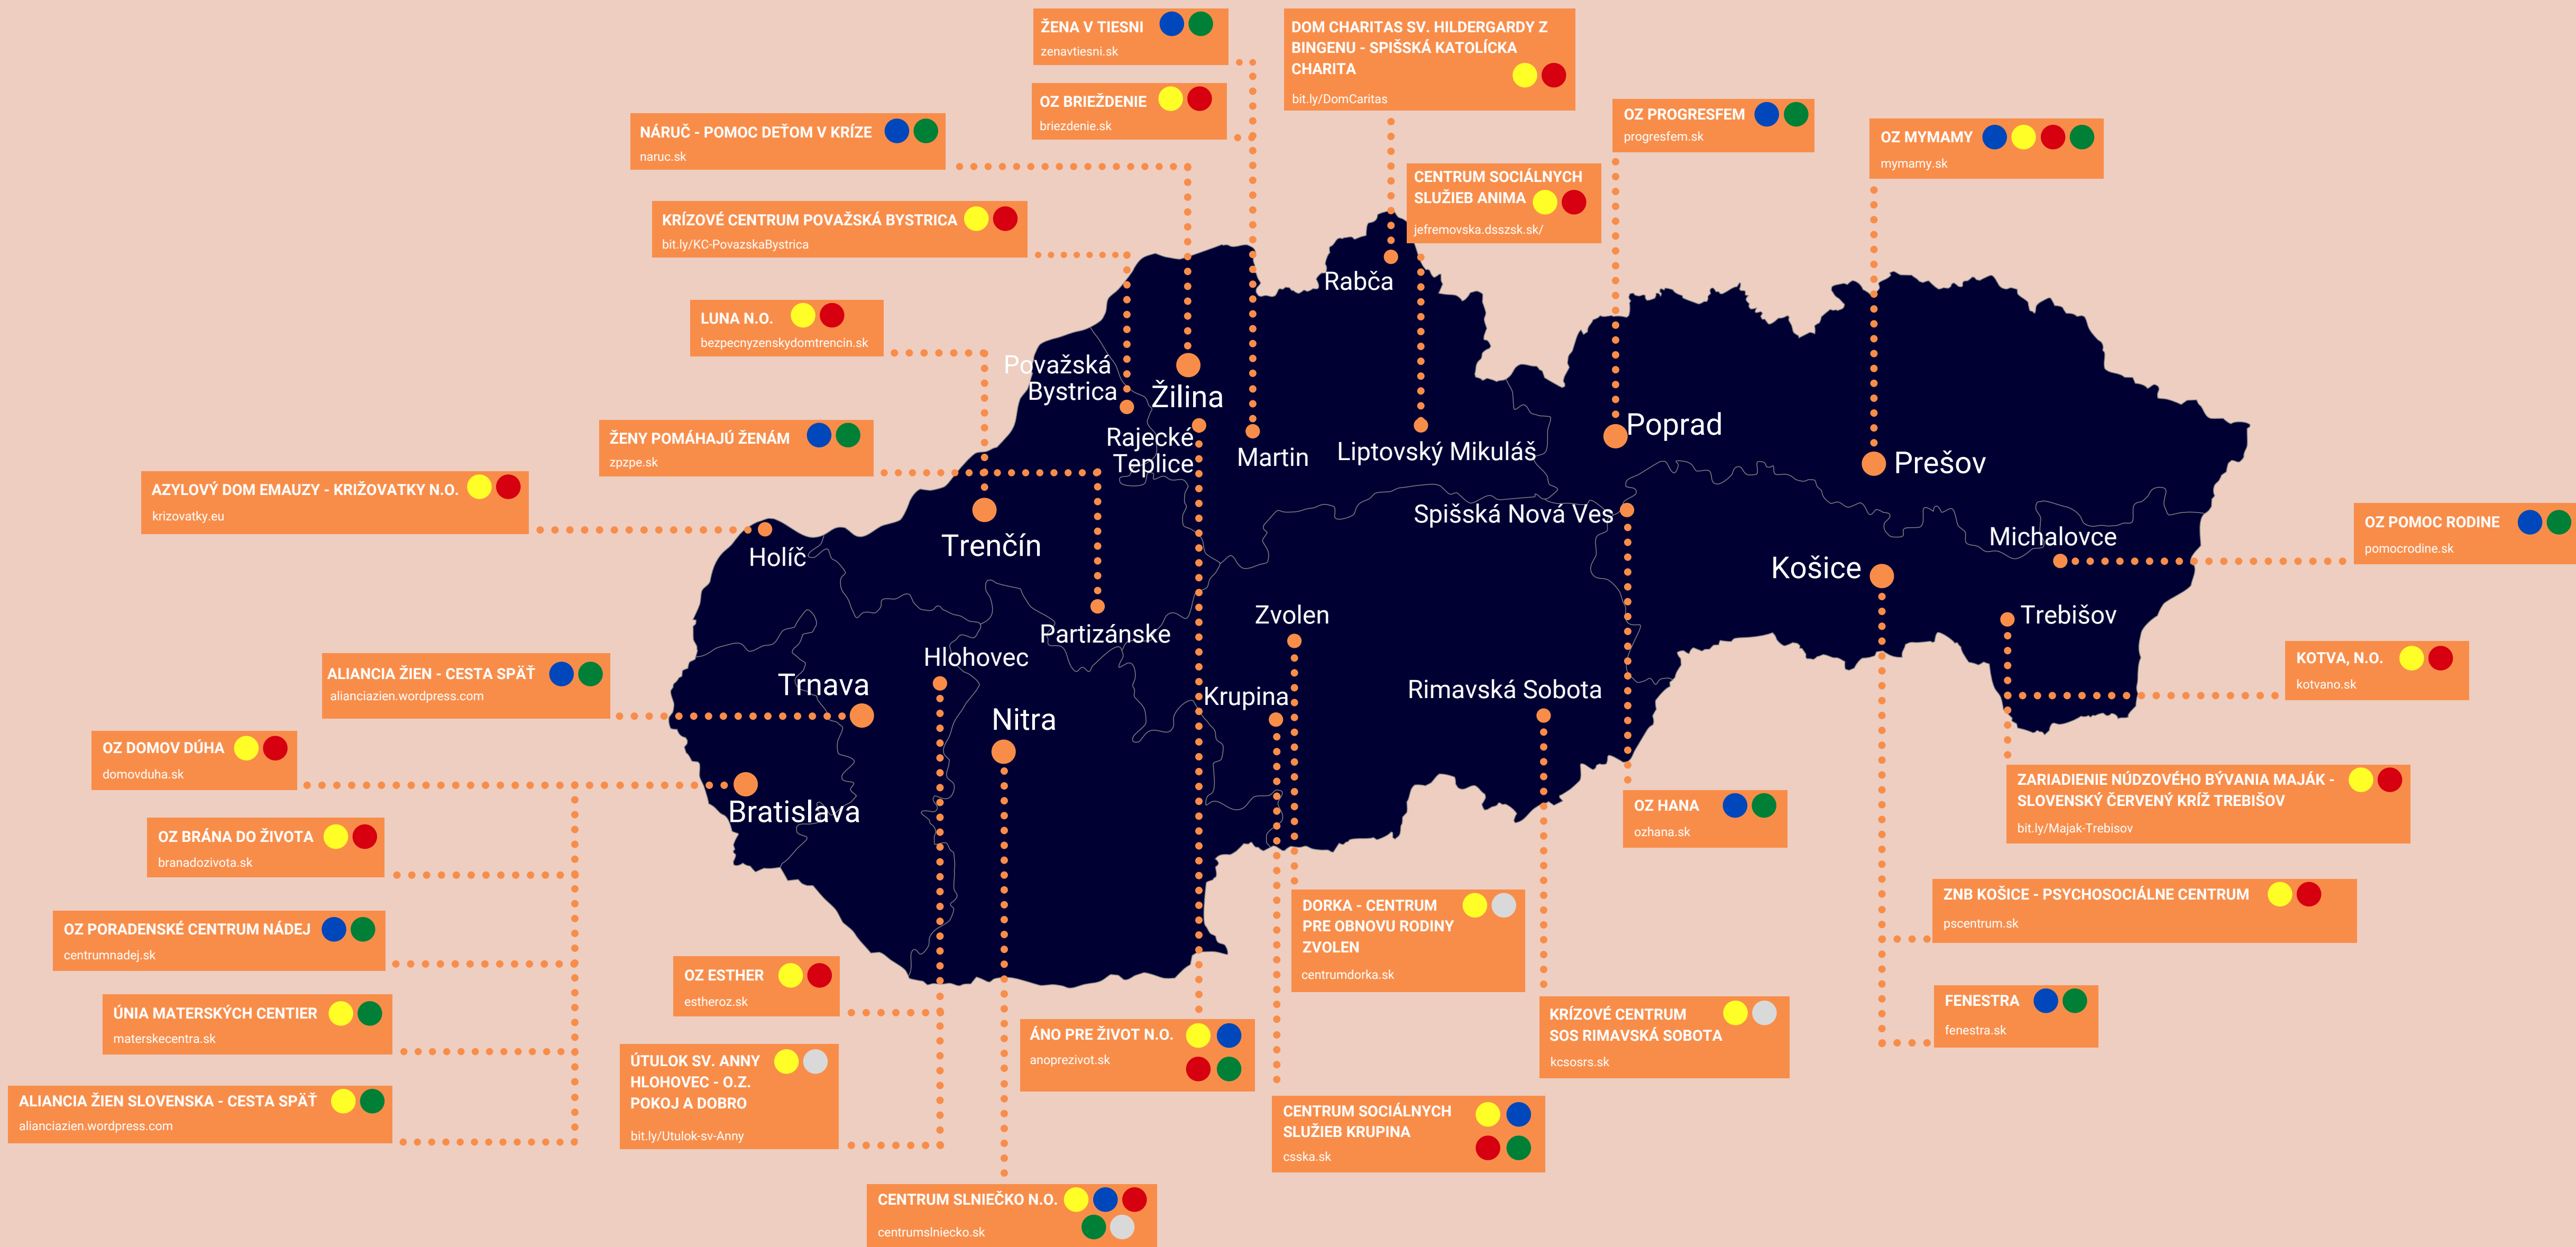 ŽENA V TIESNI
zenavtiesni.sk
DOM CHARITAS SV. HILDERGARDY Z
BINGENU - SPIŠSKÁ KATOLÍCKA
CHARITA
bit.ly/DomCaritas
OZ BRIEŽDENIE
briezdenie.sk
NÁRUČ - POMOC DEŤOM V KRÍZE
naruc.sk
OZ PROGRESFEM
progresfem.sk
OZ MYMAMY
mymamy.sk
CENTRUM SOCIÁLNYCH
SLUŽIEB ANIMA
jefremovska.dsszsk.sk/
KRÍZOVÉ CENTRUM POVAŽSKÁ BYSTRICA
bit.ly/KC-PovazskaBystrica
Rabča
LUNA N.O.
bezpecnyzenskydomtrencin.sk
Považská
Bystrica
Žilina
Rajecké
Teplice
Martin
Liptovský Mikuláš
Poprad
Prešov
ŽENY POMÁHAJÚ ŽENÁM
zpzpe.sk
AZYLOVÝ DOM EMAUZY - KRIŽOVATKY N.O.
krizovatky.eu
Holíč
Trenčín
Spišská Nová Ves
Michalovce
OZ POMOC RODINE
pomocrodine.sk
Košice
Zvolen
Trebišov
Partizánske
Hlohovec
ALIANCIA ŽIEN - CESTA SPÄŤ
alianciazien.wordpress.com
Trnava
Nitra
Krupina
Rimavská Sobota
KOTVA, N.O.
kotvano.sk
OZ DOMOV DÚHA
domovduha.sk
Bratislava
ZARIADENIE NÚDZOVÉHO BÝVANIA MAJÁK -
SLOVENSKÝ ČERVENÝ KRÍŽ TREBIŠOV
bit.ly/Majak-Trebisov
OZ HANA
ozhana.sk
OZ BRÁNA DO ŽIVOTA
branadozivota.sk
ZNB KOŠICE - PSYCHOSOCIÁLNE CENTRUM
pscentrum.sk
DORKA - CENTRUM
PRE OBNOVU RODINY
ZVOLEN
centrumdorka.sk
OZ PORADENSKÉ CENTRUM NÁDEJ
centrumnadej.sk
OZ ESTHER
estheroz.sk
FENESTRA
fenestra.sk
KRÍZOVÉ CENTRUM
SOS RIMAVSKÁ SOBOTA
kcsosrs.sk
ÚNIA MATERSKÝCH CENTIER
materskecentra.sk
ÁNO PRE ŽIVOT N.O.
anoprezivot.sk
ÚTULOK SV. ANNY
HLOHOVEC - O.Z.
POKOJ A DOBRO
bit.ly/Utulok-sv-Anny
ALIANCIA ŽIEN SLOVENSKA - CESTA SPÄŤ
alianciazien.wordpress.com
CENTRUM SOCIÁLNYCH
SLUŽIEB KRUPINA
csska.sk
CENTRUM SLNIEČKO N.O.
centrumslniecko.sk